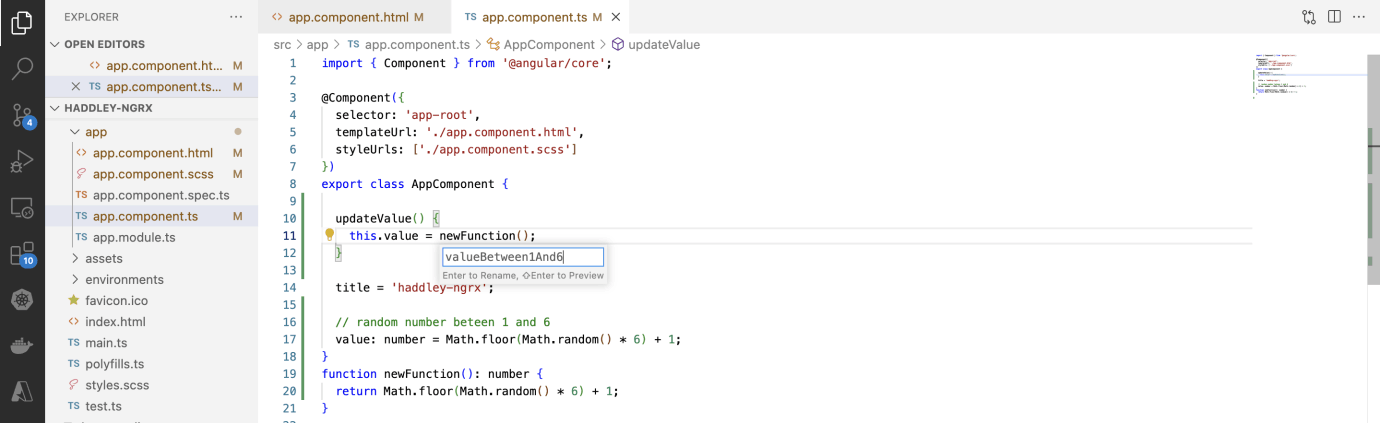 EXPLORER
OPEN EDITORS
app.component.ht... M
TS app.component.ts... M
HADDLEY-NGRX
app
app.component.html M
app.component.scss M
TS app.component.spec.ts
TS app.component.ts M
TS app.module.ts
assets
environments
favicon.ico
index.html
TS main.ts
TS polyfills.ts
styles.scss
TS test.ts
4
10
app.component.html M
TS app.component.ts M
src > app > TS app.component.ts > AppComponent > updateValue
1 import { Component } from '@angular/core';
2
3 @Component({
4 selector: 'app-root',
5 templateUrl: './app.component.html',
6 styleUrls: ['./app.component.scss']
7 })
8 export class AppComponent {
9
10 updateValue() {
11 this.value = newFunction();
12 }
valueBetween1And6
Enter to Rename, ⇧Enter to Preview
13
14 title = 'haddley-ngrx';
15
16 // random number beteen 1 and 6
17 value: number = Math.floor(Math.random() * 6) + 1;
18 }
19 function newFunction(): number {
20 return Math.floor(Math.random() * 6) + 1;
21 }